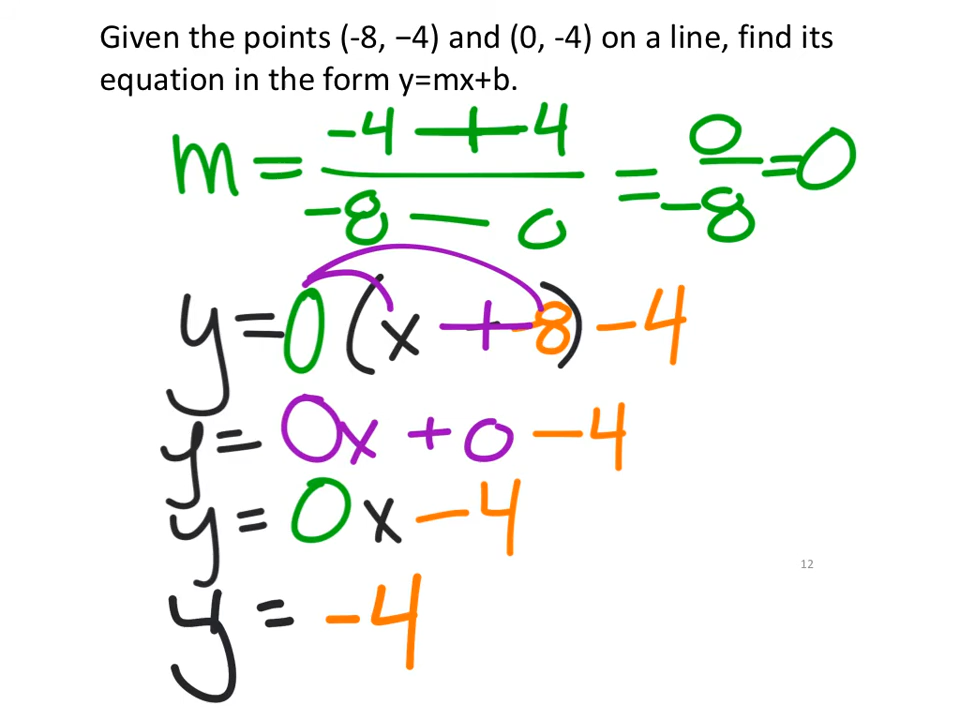 Given the points (-8, −4) and (0, -4) on a line, find its
equation in the form y=mx+b.
m = -4 + 4 / -8 - 0 = 0 / -8 = 0
y = 0(x + 8) - 4
y = 0x + 0 - 4
y = 0x - 4
12
y = -4